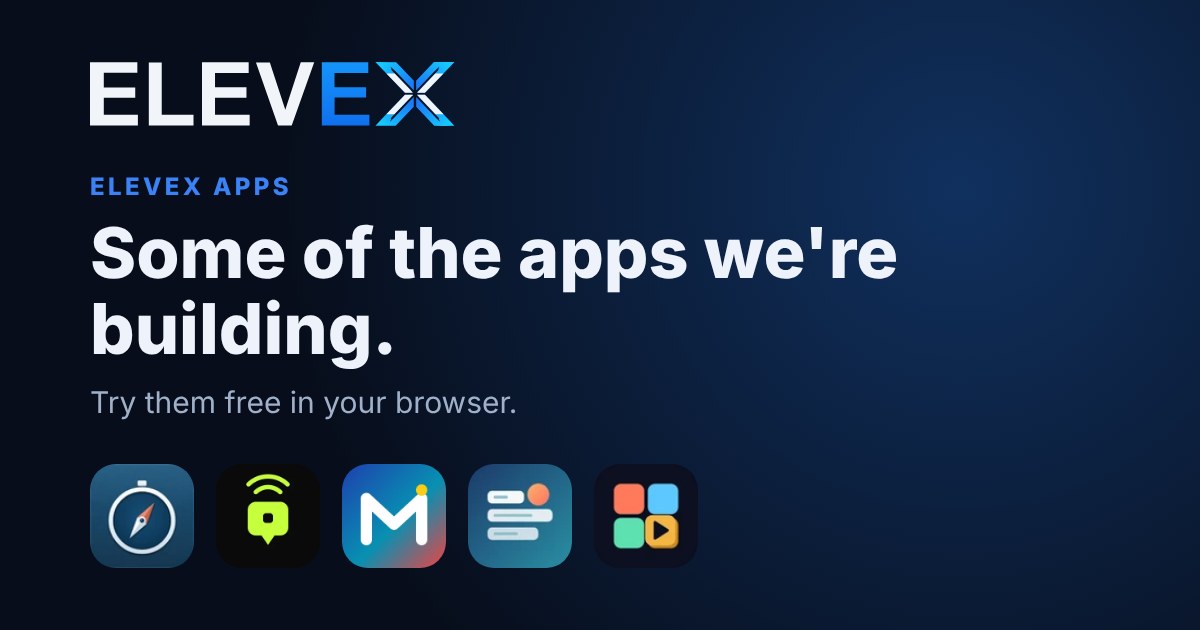 ELEVEX
ELEVEX APPS
Some of the apps we're
building.
Try them free in your browser.
M